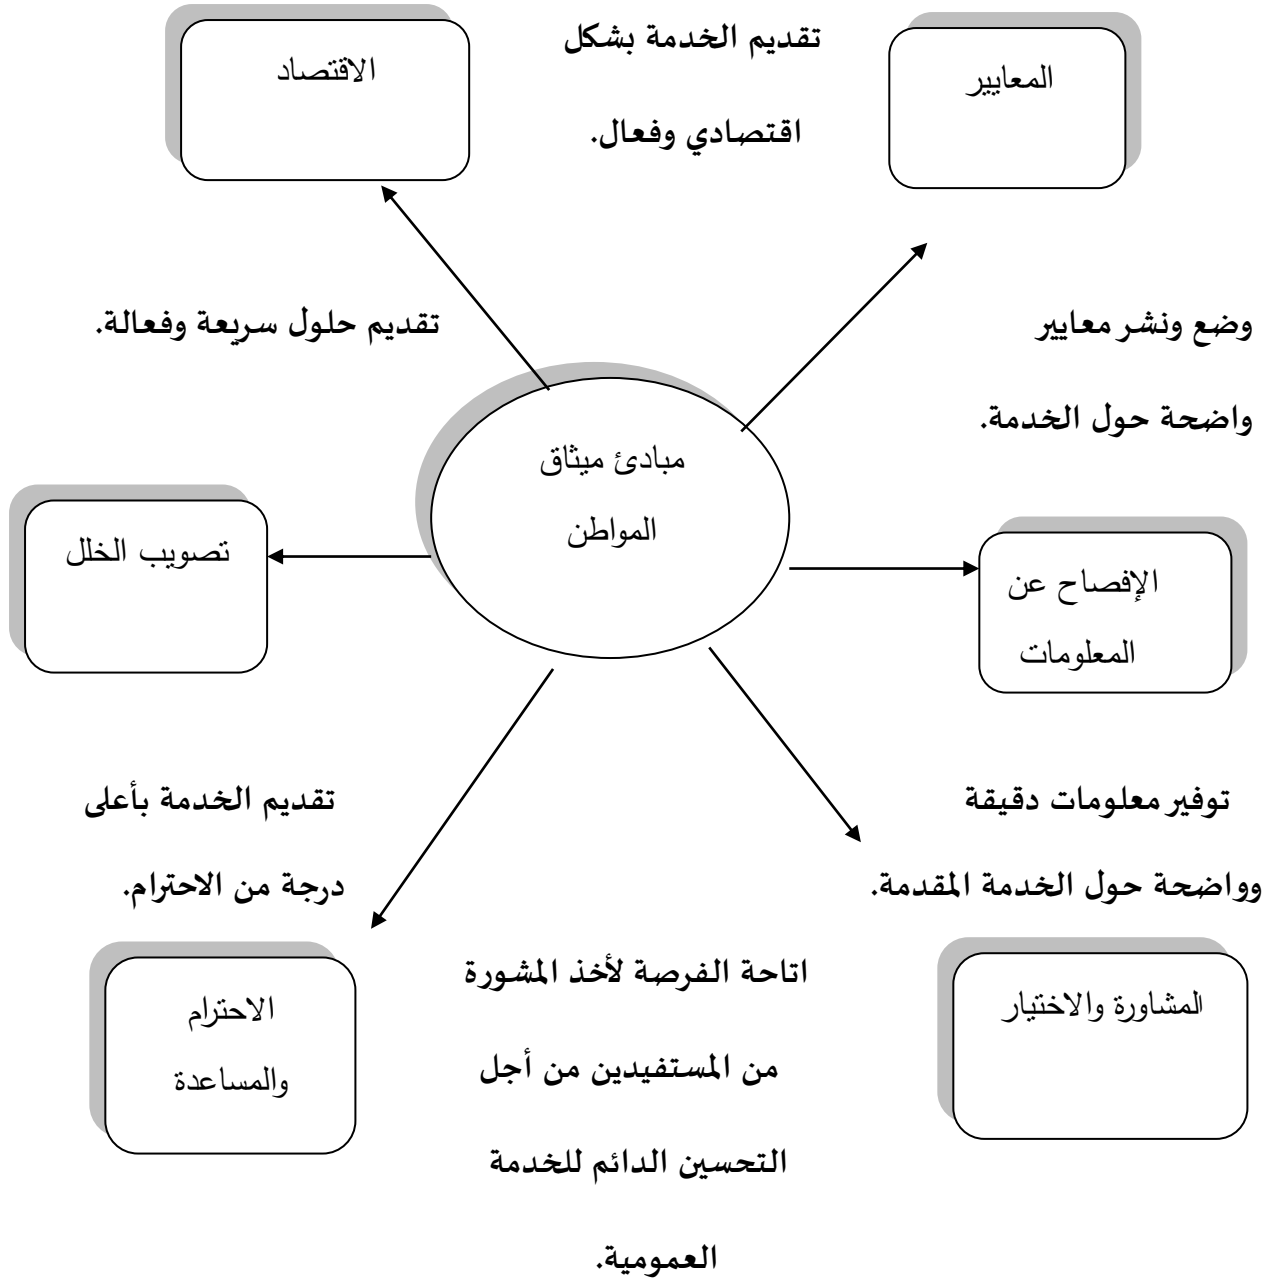 تقديم الخدمة بشكل
اقتصادي وفعال.
المعايير
الاقتصاد
وضع ونشر معايير
واضحة حول الخدمة.
تقديم حلول سريعة وفعالة.
مبادئ ميثاق
المواطن
الإفصاح عن
المعلومات
تصويب الخلل
توفير معلومات دقيقة
وواضحة حول الخدمة المقدمة.
تقديم الخدمة بأعلى
درجة من الاحترام.
المشاورة والاختيار
اتاحة الفرصة لأخذ المشورة
من المستفيدين من أجل
التحسين الدائم للخدمة
العمومية.
الاحترام
والمساعدة